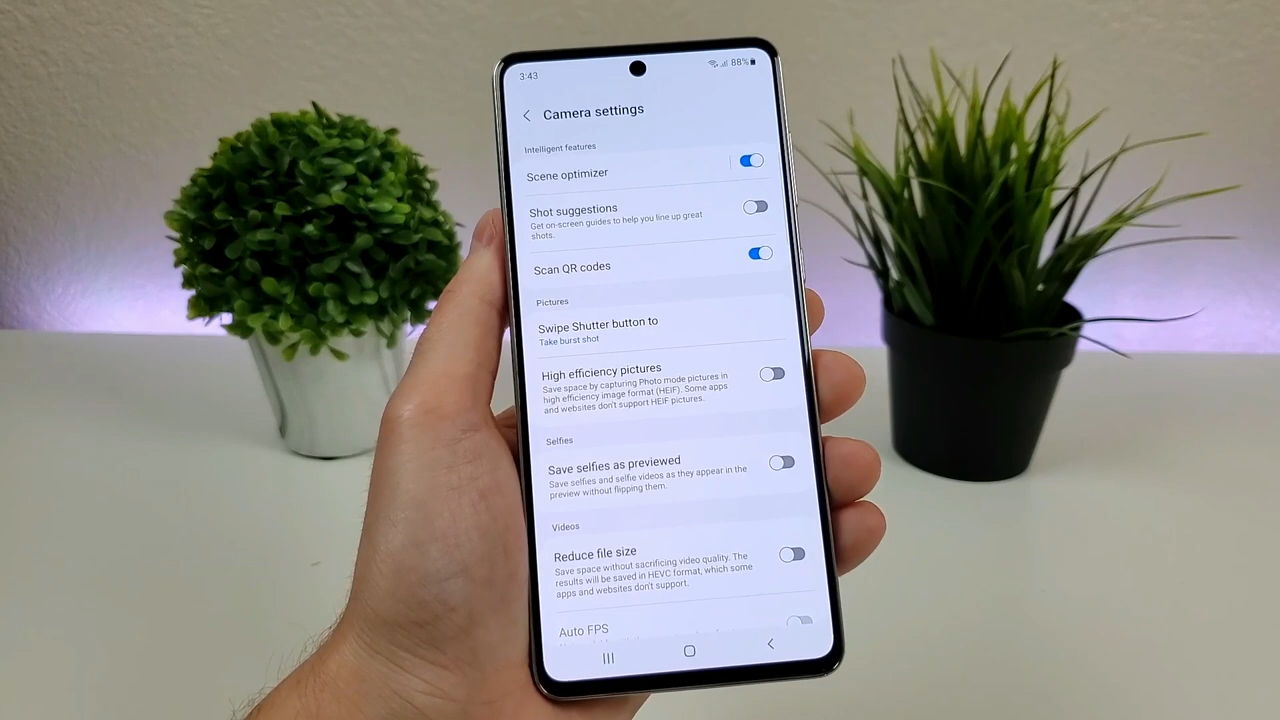 3:43
88%
Camera settings
Intelligent features
Scene optimizer
Shot suggestions
Get on-screen guides to help you line up great
shots.
Scan QR codes
Pictures
Swipe Shutter button to
Take burst shot
High efficiency pictures
Save space by capturing Photo mode pictures in
high efficiency image format (HEIF). Some apps
and websites don't support HEIF pictures.
Selfies
Save selfies as previewed
Save selfies and selfie videos as they appear in the
preview without flipping them.
Videos
Reduce file size
Save space without sacrificing video quality. The
results will be saved in HEVC format, which some
apps and websites don't support.
Auto FPS